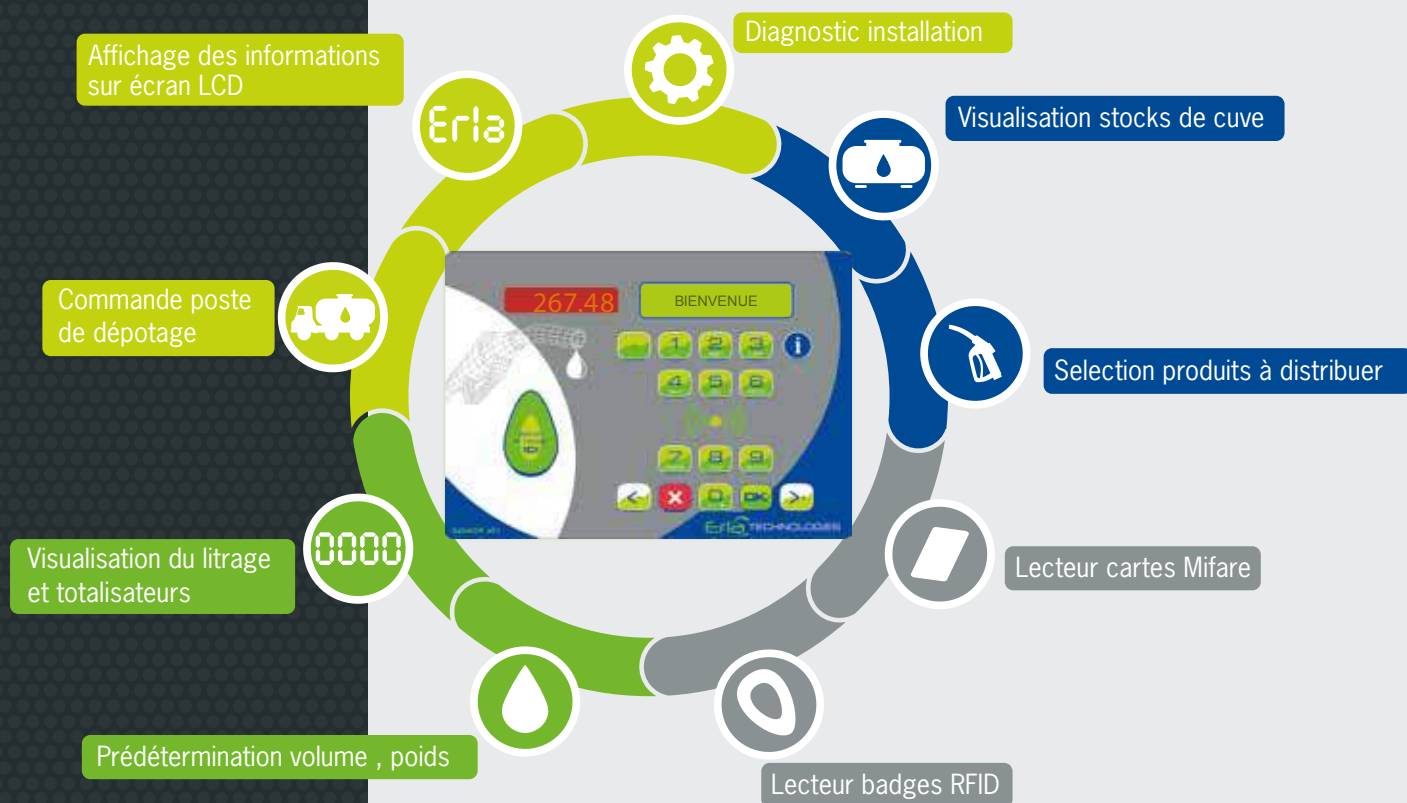 Diagnostic installation
Affichage des informations
sur écran LCD
Erla
Visualisation stocks de cuve
Commande poste
de dépotage
267.48
BIENVENUE
1 2 3 i
4 5 6
7 8 9
< X 0 OK >
Erla TECHNOLOGIES
Selection produits à distribuer
Visualisation du litrage
et totalisateurs
0000
Lecteur cartes Mifare
Prédétermination volume , poids
Lecteur badges RFID